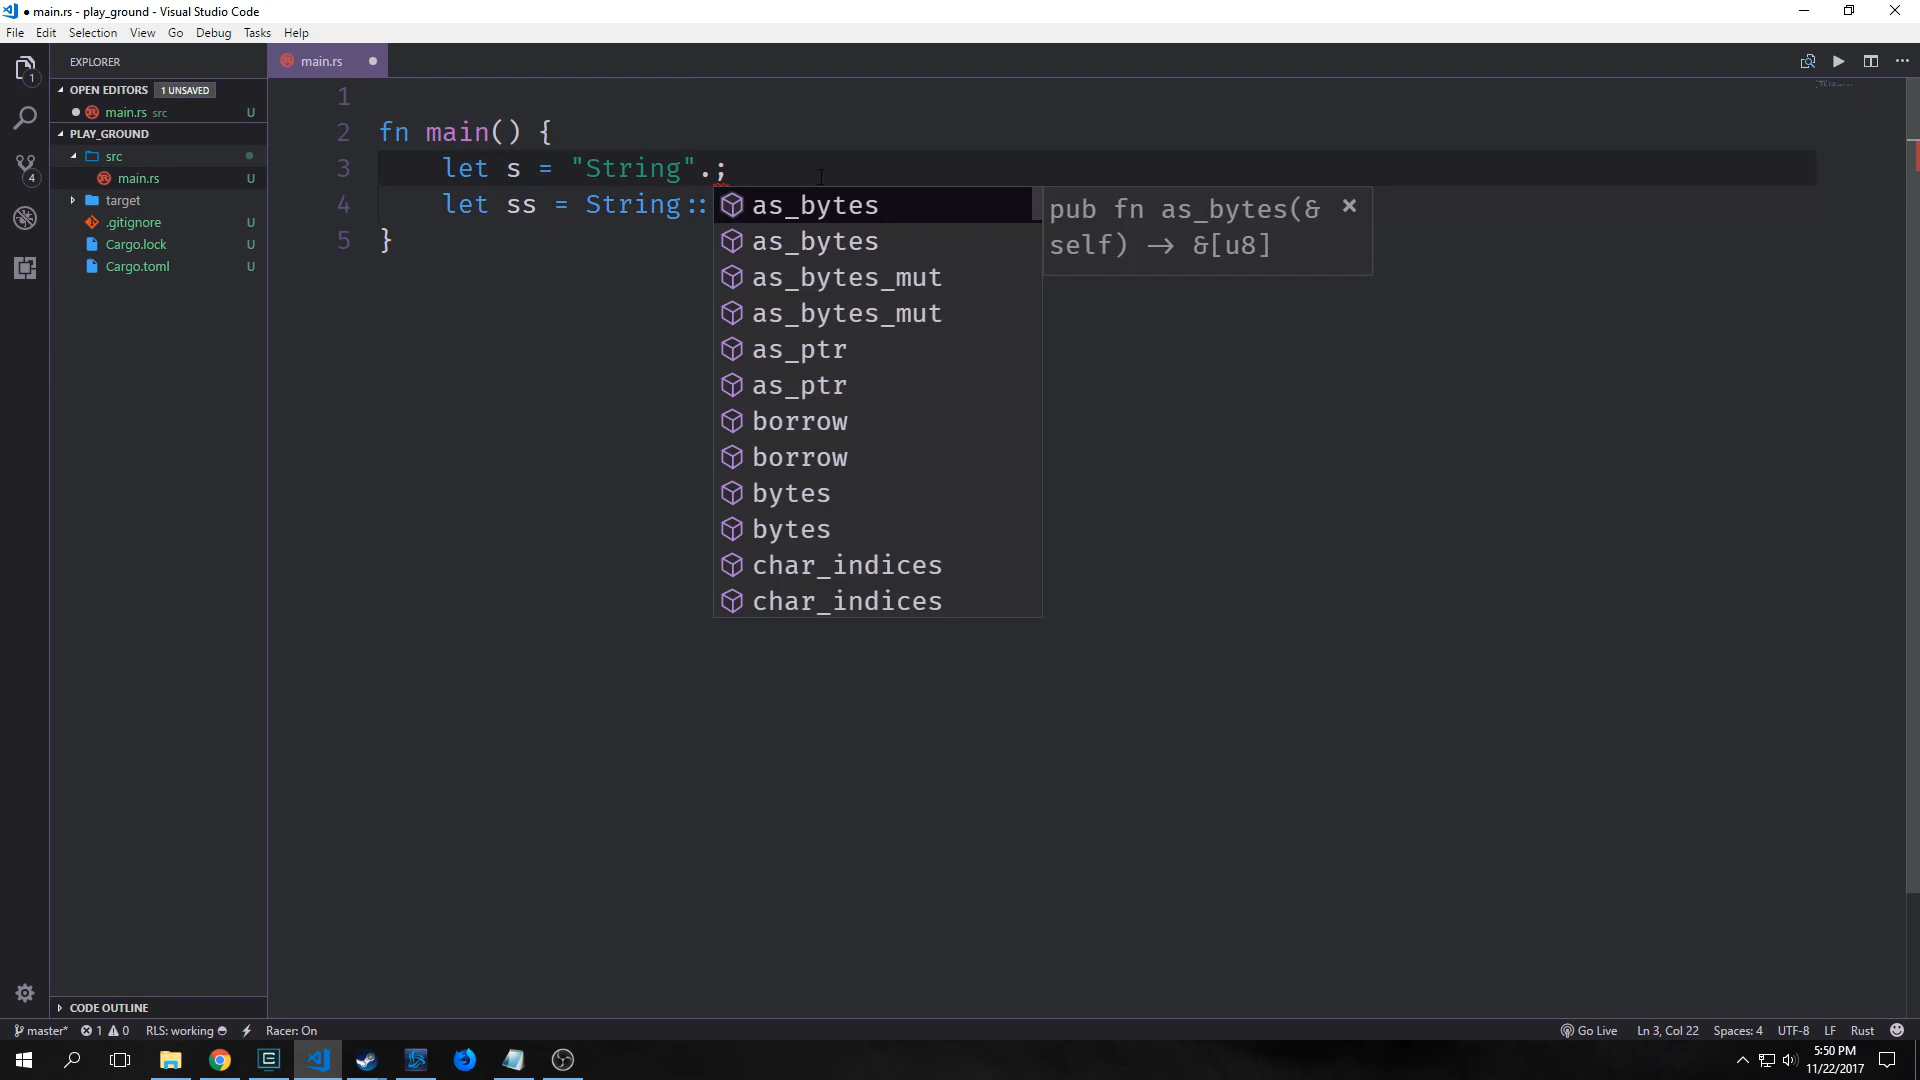 ● main.rs - play_ground - Visual Studio Code
File Edit Selection View Go Debug Tasks Help
EXPLORER
main.rs
OPEN EDITORS 1 UNSAVED
main.rs src U
PLAY_GROUND
src
main.rs U
target
.gitignore U
Cargo.lock U
Cargo.toml U
1
4
1
2 fn main() {
3 let s = "String".;
4 let ss = String::
5 }
as_bytes
as_bytes
as_bytes_mut
as_bytes_mut
as_ptr
as_ptr
borrow
borrow
bytes
bytes
char_indices
char_indices
pub fn as_bytes(&
self) → &[u8]
CODE OUTLINE
master* 1 0 RLS: working Racer: On
Go Live Ln 3, Col 22 Spaces: 4 UTF-8 LF Rust
5:50 PM
11/22/2017